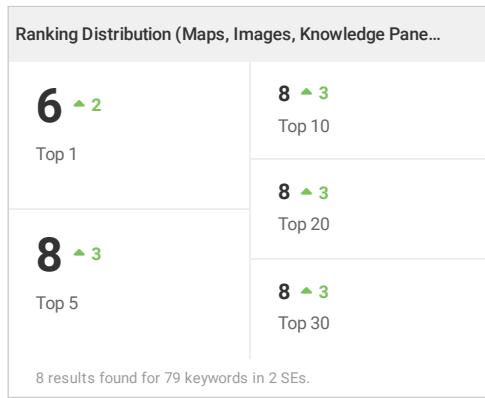 Ranking Distribution (Maps, Images, Knowledge Pane...
6 2
Top 1
8 3
Top 5
8 3
Top 10
8 3
Top 20
8 3
Top 30
8 results found for 79 keywords in 2 SEs.